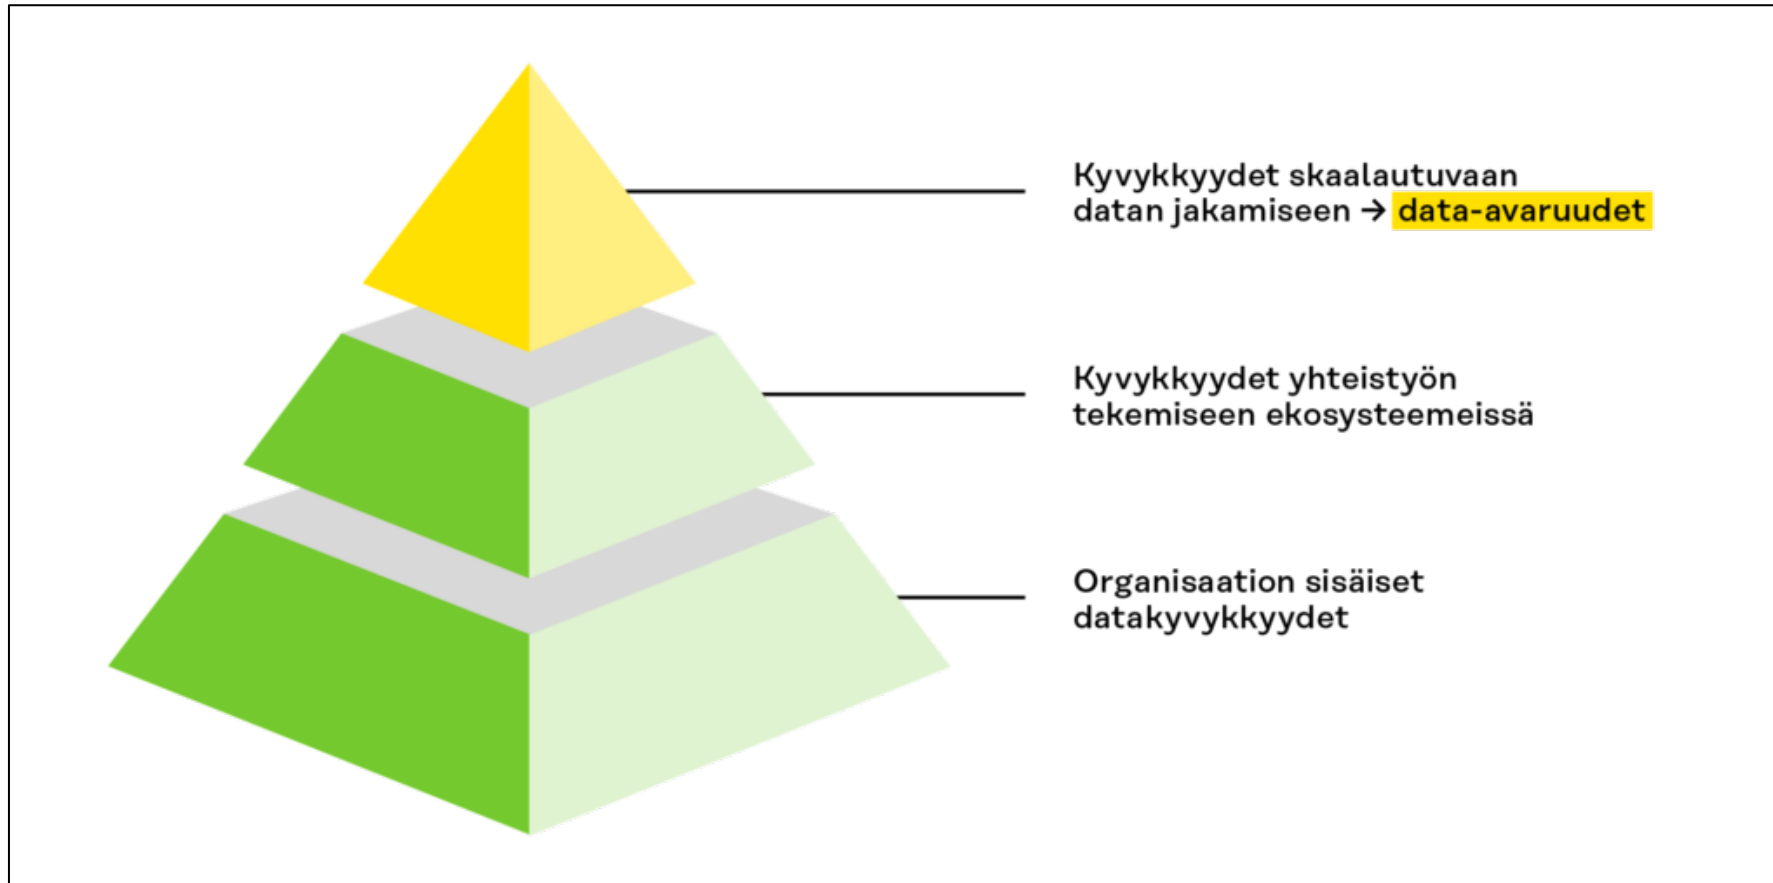 Kyvykkyydet skaalautuvaan
datan jakamiseen → data-avaruudet
Kyvykkyydet yhteistyön
tekemiseen ekosysteemeissä
Organisaation sisäiset
datakyvykkyydet